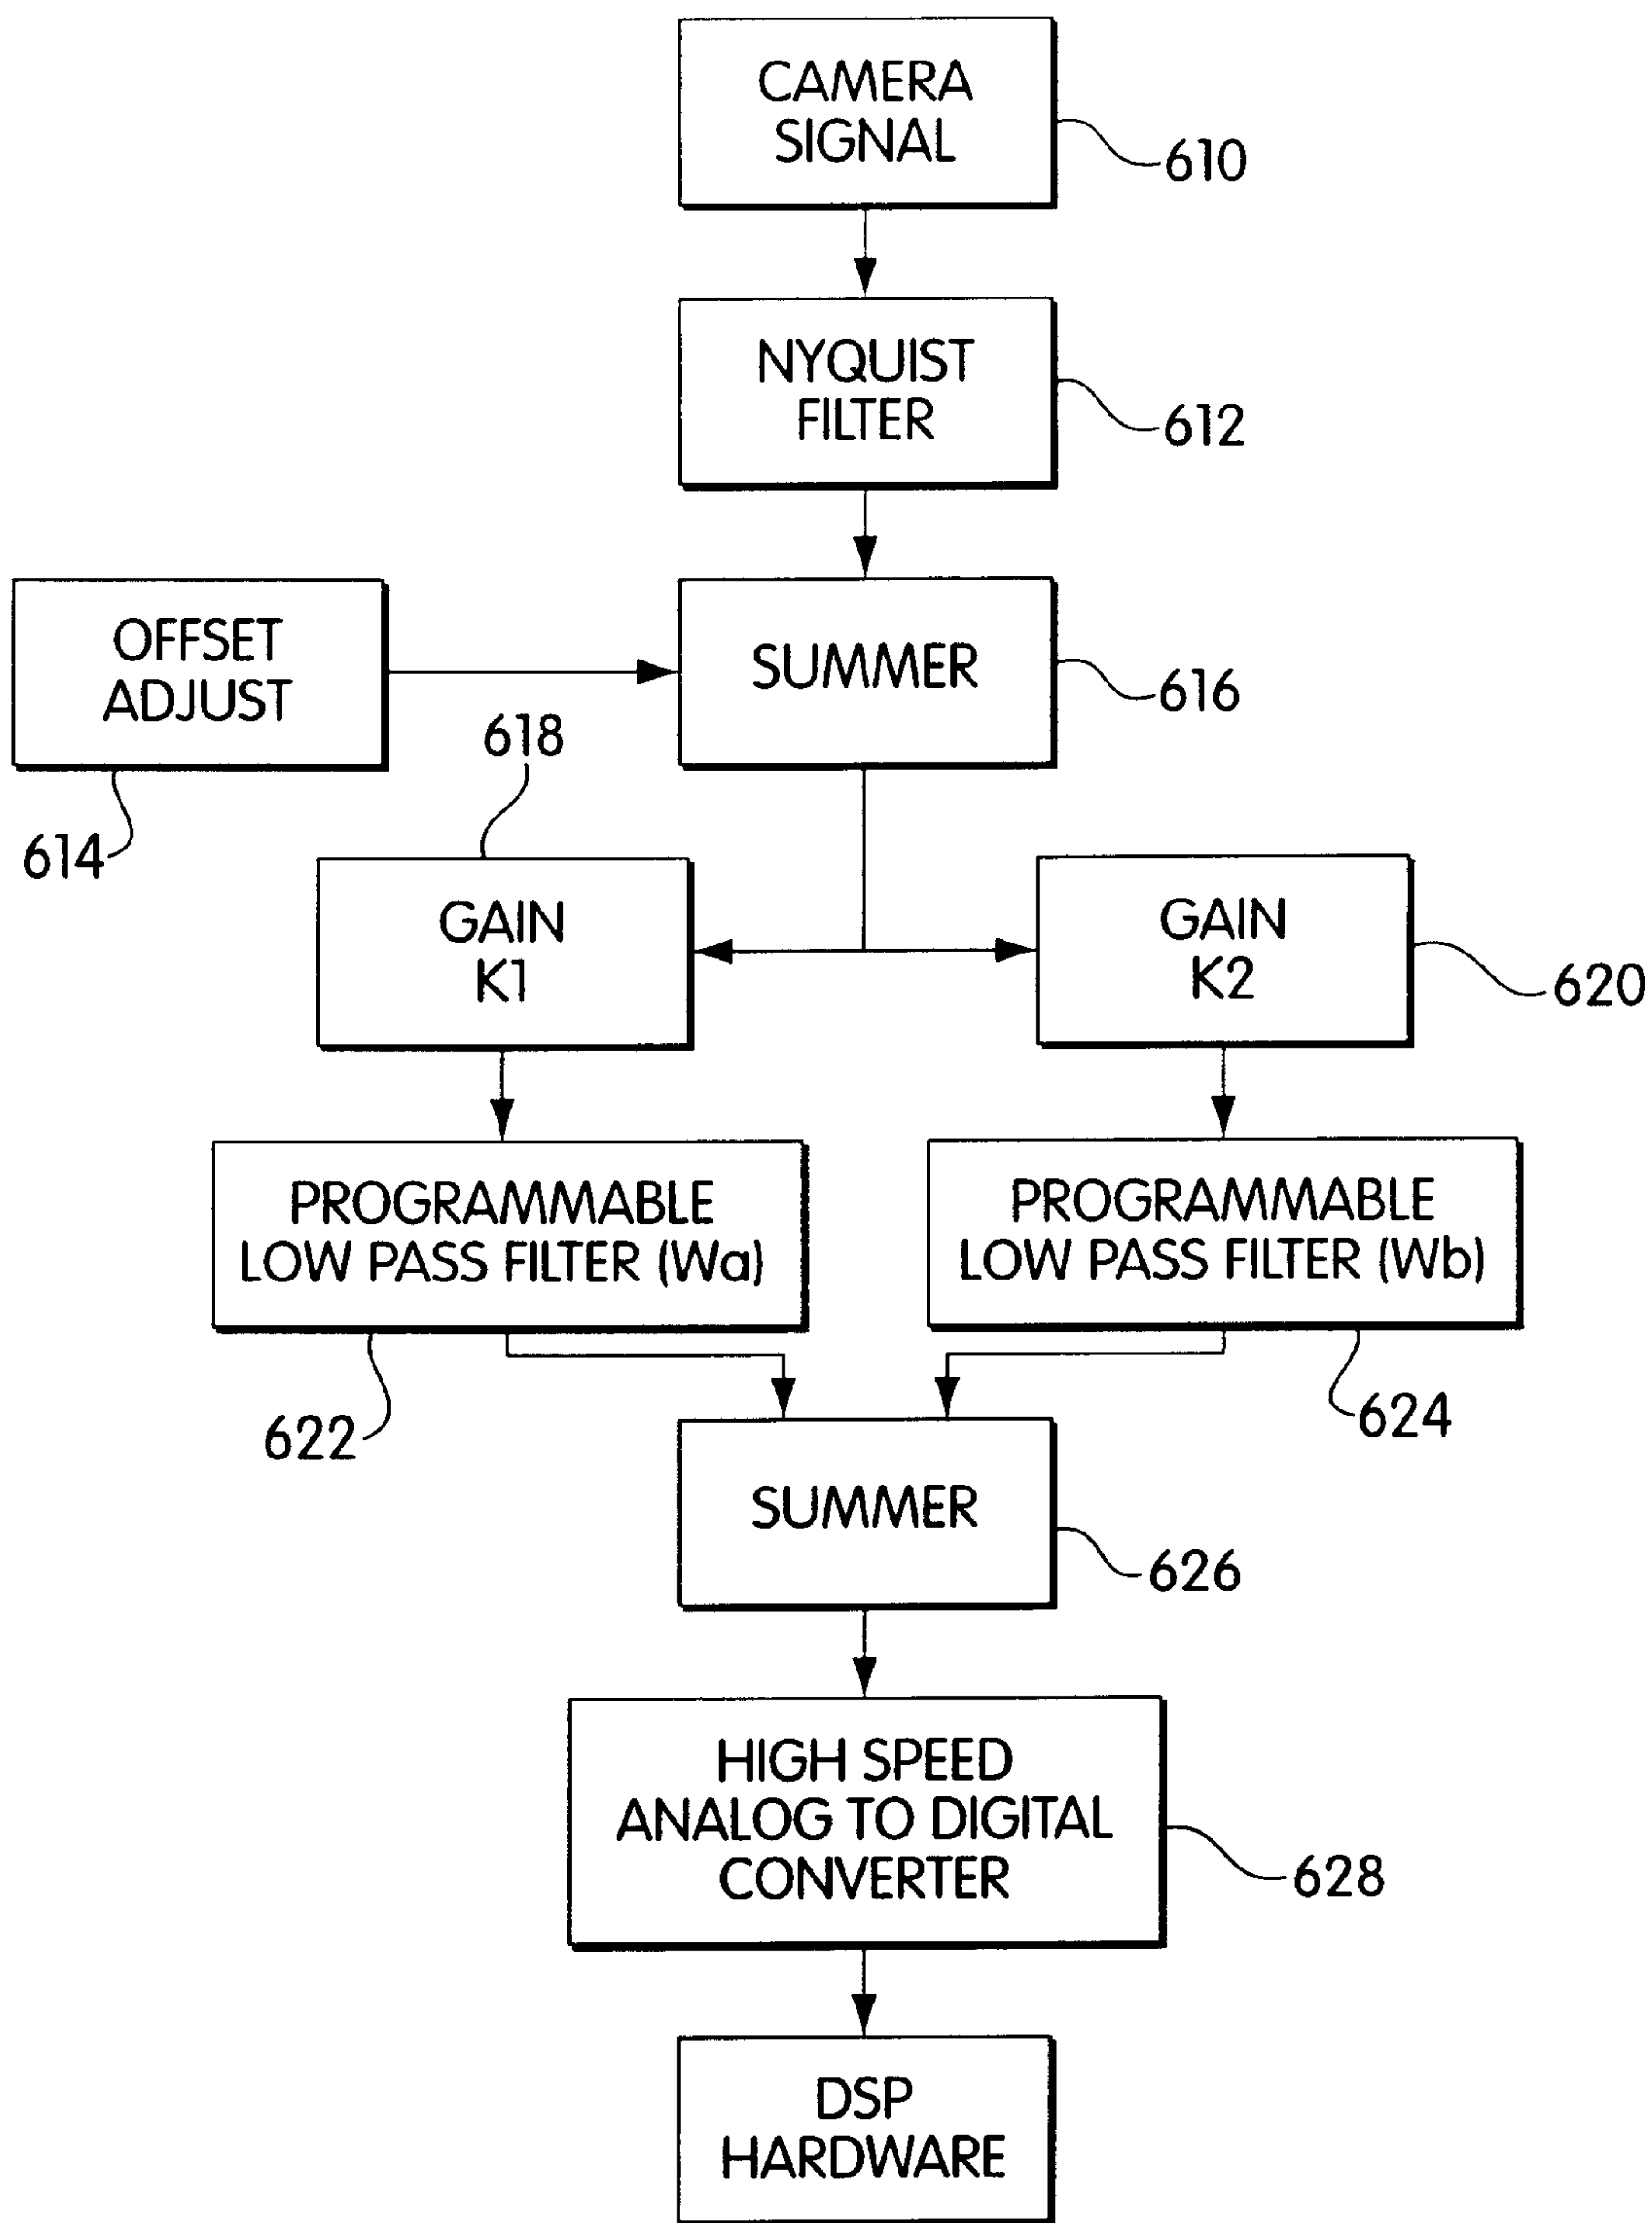 CAMERA
SIGNAL
610
NYQUIST
FILTER
612
OFFSET
ADJUST
614
SUMMER
616
618
GAIN
K1
GAIN
K2
620
PROGRAMMABLE
LOW PASS FILTER (Wa)
622
PROGRAMMABLE
LOW PASS FILTER (Wb)
624
SUMMER
626
HIGH SPEED
ANALOG TO DIGITAL
CONVERTER
628
DSP
HARDWARE